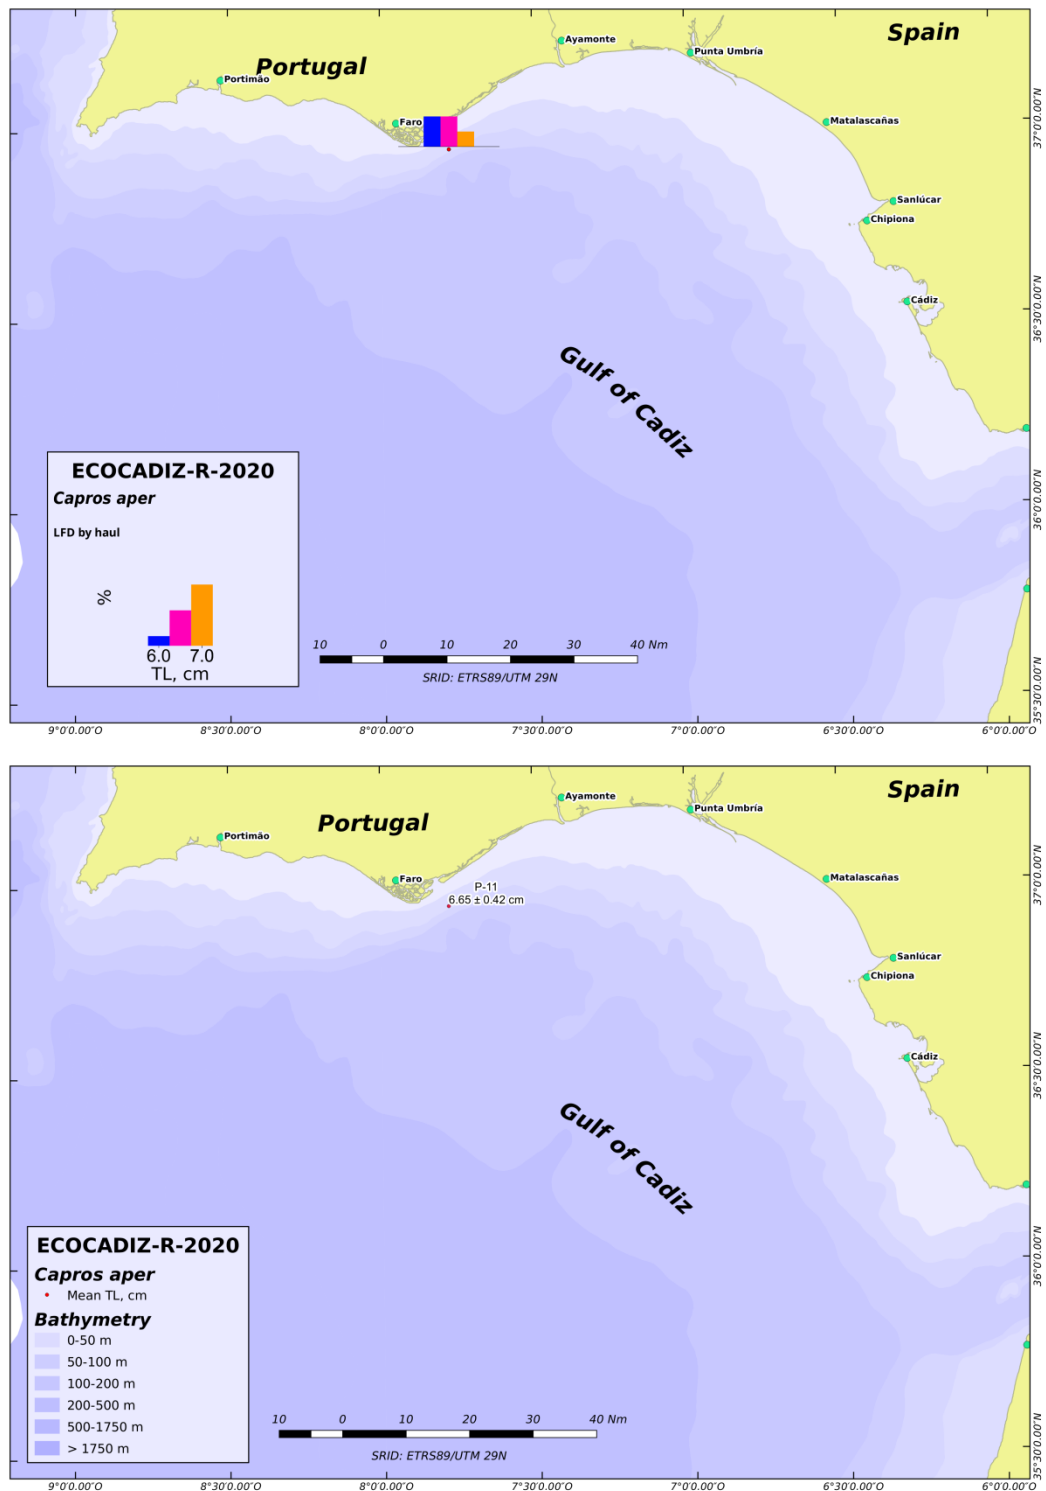 Spain
Portugal
Ayamonte
Punta Umbría
Portimão
Faro
Matalascañas
Sanlúcar
Chipiona
Cádiz
Gulf of Cadiz
37°0'0.00"N
36°30'0.00"N
36°0'0.00"N
35°30'0.00"N
ECOCADIZ-R-2020
Capros aper
LFD by haul
%
6.0 7.0
TL, cm
10 0 10 20 30 40 Nm
SRID: ETRS89/UTM 29N
9°0'0.00"O 8°30'0.00"O 8°0'0.00"O 7°30'0.00"O 7°0'0.00"O 6°30'0.00"O 6°0'0.00"O
Spain
Portugal
Ayamonte
Punta Umbría
Portimão
Faro
P-11
6.65 ± 0.42 cm
Matalascañas
Sanlúcar
Chipiona
Cádiz
Gulf of Cadiz
37°0'0.00"N
36°30'0.00"N
36°0'0.00"N
35°30'0.00"N
ECOCADIZ-R-2020
Capros aper
Mean TL, cm
Bathymetry
0-50 m
50-100 m
100-200 m
200-500 m
500-1750 m
> 1750 m
10 0 10 20 30 40 Nm
SRID: ETRS89/UTM 29N
9°0'0.00"O 8°30'0.00"O 8°0'0.00"O 7°30'0.00"O 7°0'0.00"O 6°30'0.00"O 6°0'0.00"O